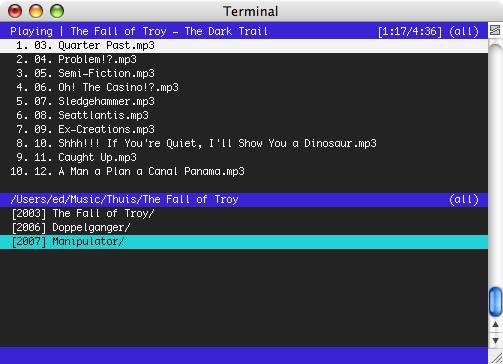 Terminal
Playing | The Fall of Troy - The Dark Trail [1:17/4:36] (all)
1. 03. Quarter Past.mp3
2. 04. Problem!?.mp3
3. 05. Semi-Fiction.mp3
4. 06. Oh! The Casino!?.mp3
5. 07. Sledgehammer.mp3
6. 08. Seattlantis.mp3
7. 09. Ex-Creations.mp3
8. 10. Shhh!!! If You're Quiet, I'll Show You a Dinosaur.mp3
9. 11. Caught Up.mp3
10. 12. A Man a Plan a Canal Panama.mp3
/Users/ed/Music/Thuis/The Fall of Troy (all)
[2003] The Fall of Troy/
[2006] Doppelganger/
[2007] Manipulator/